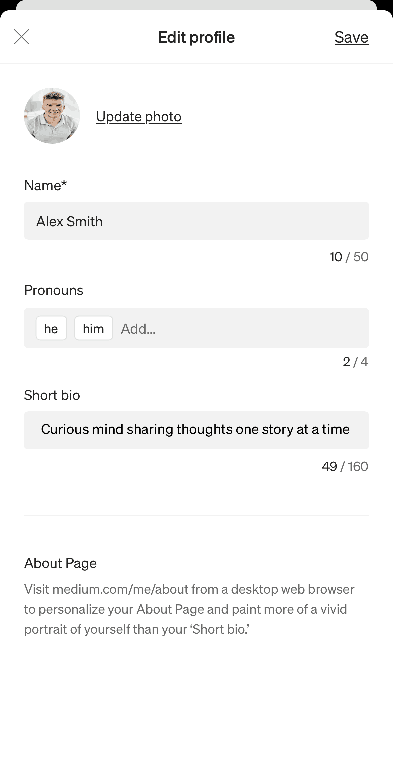 Edit profile
Save
Update photo
Name*
Alex Smith
10 / 50
Pronouns
he him Add...
2 / 4
Short bio
Curious mind sharing thoughts one story at a time
49 / 160
About Page
Visit medium.com/me/about from a desktop web browser
to personalize your About Page and paint more of a vivid
portrait of yourself than your ‘Short bio.’